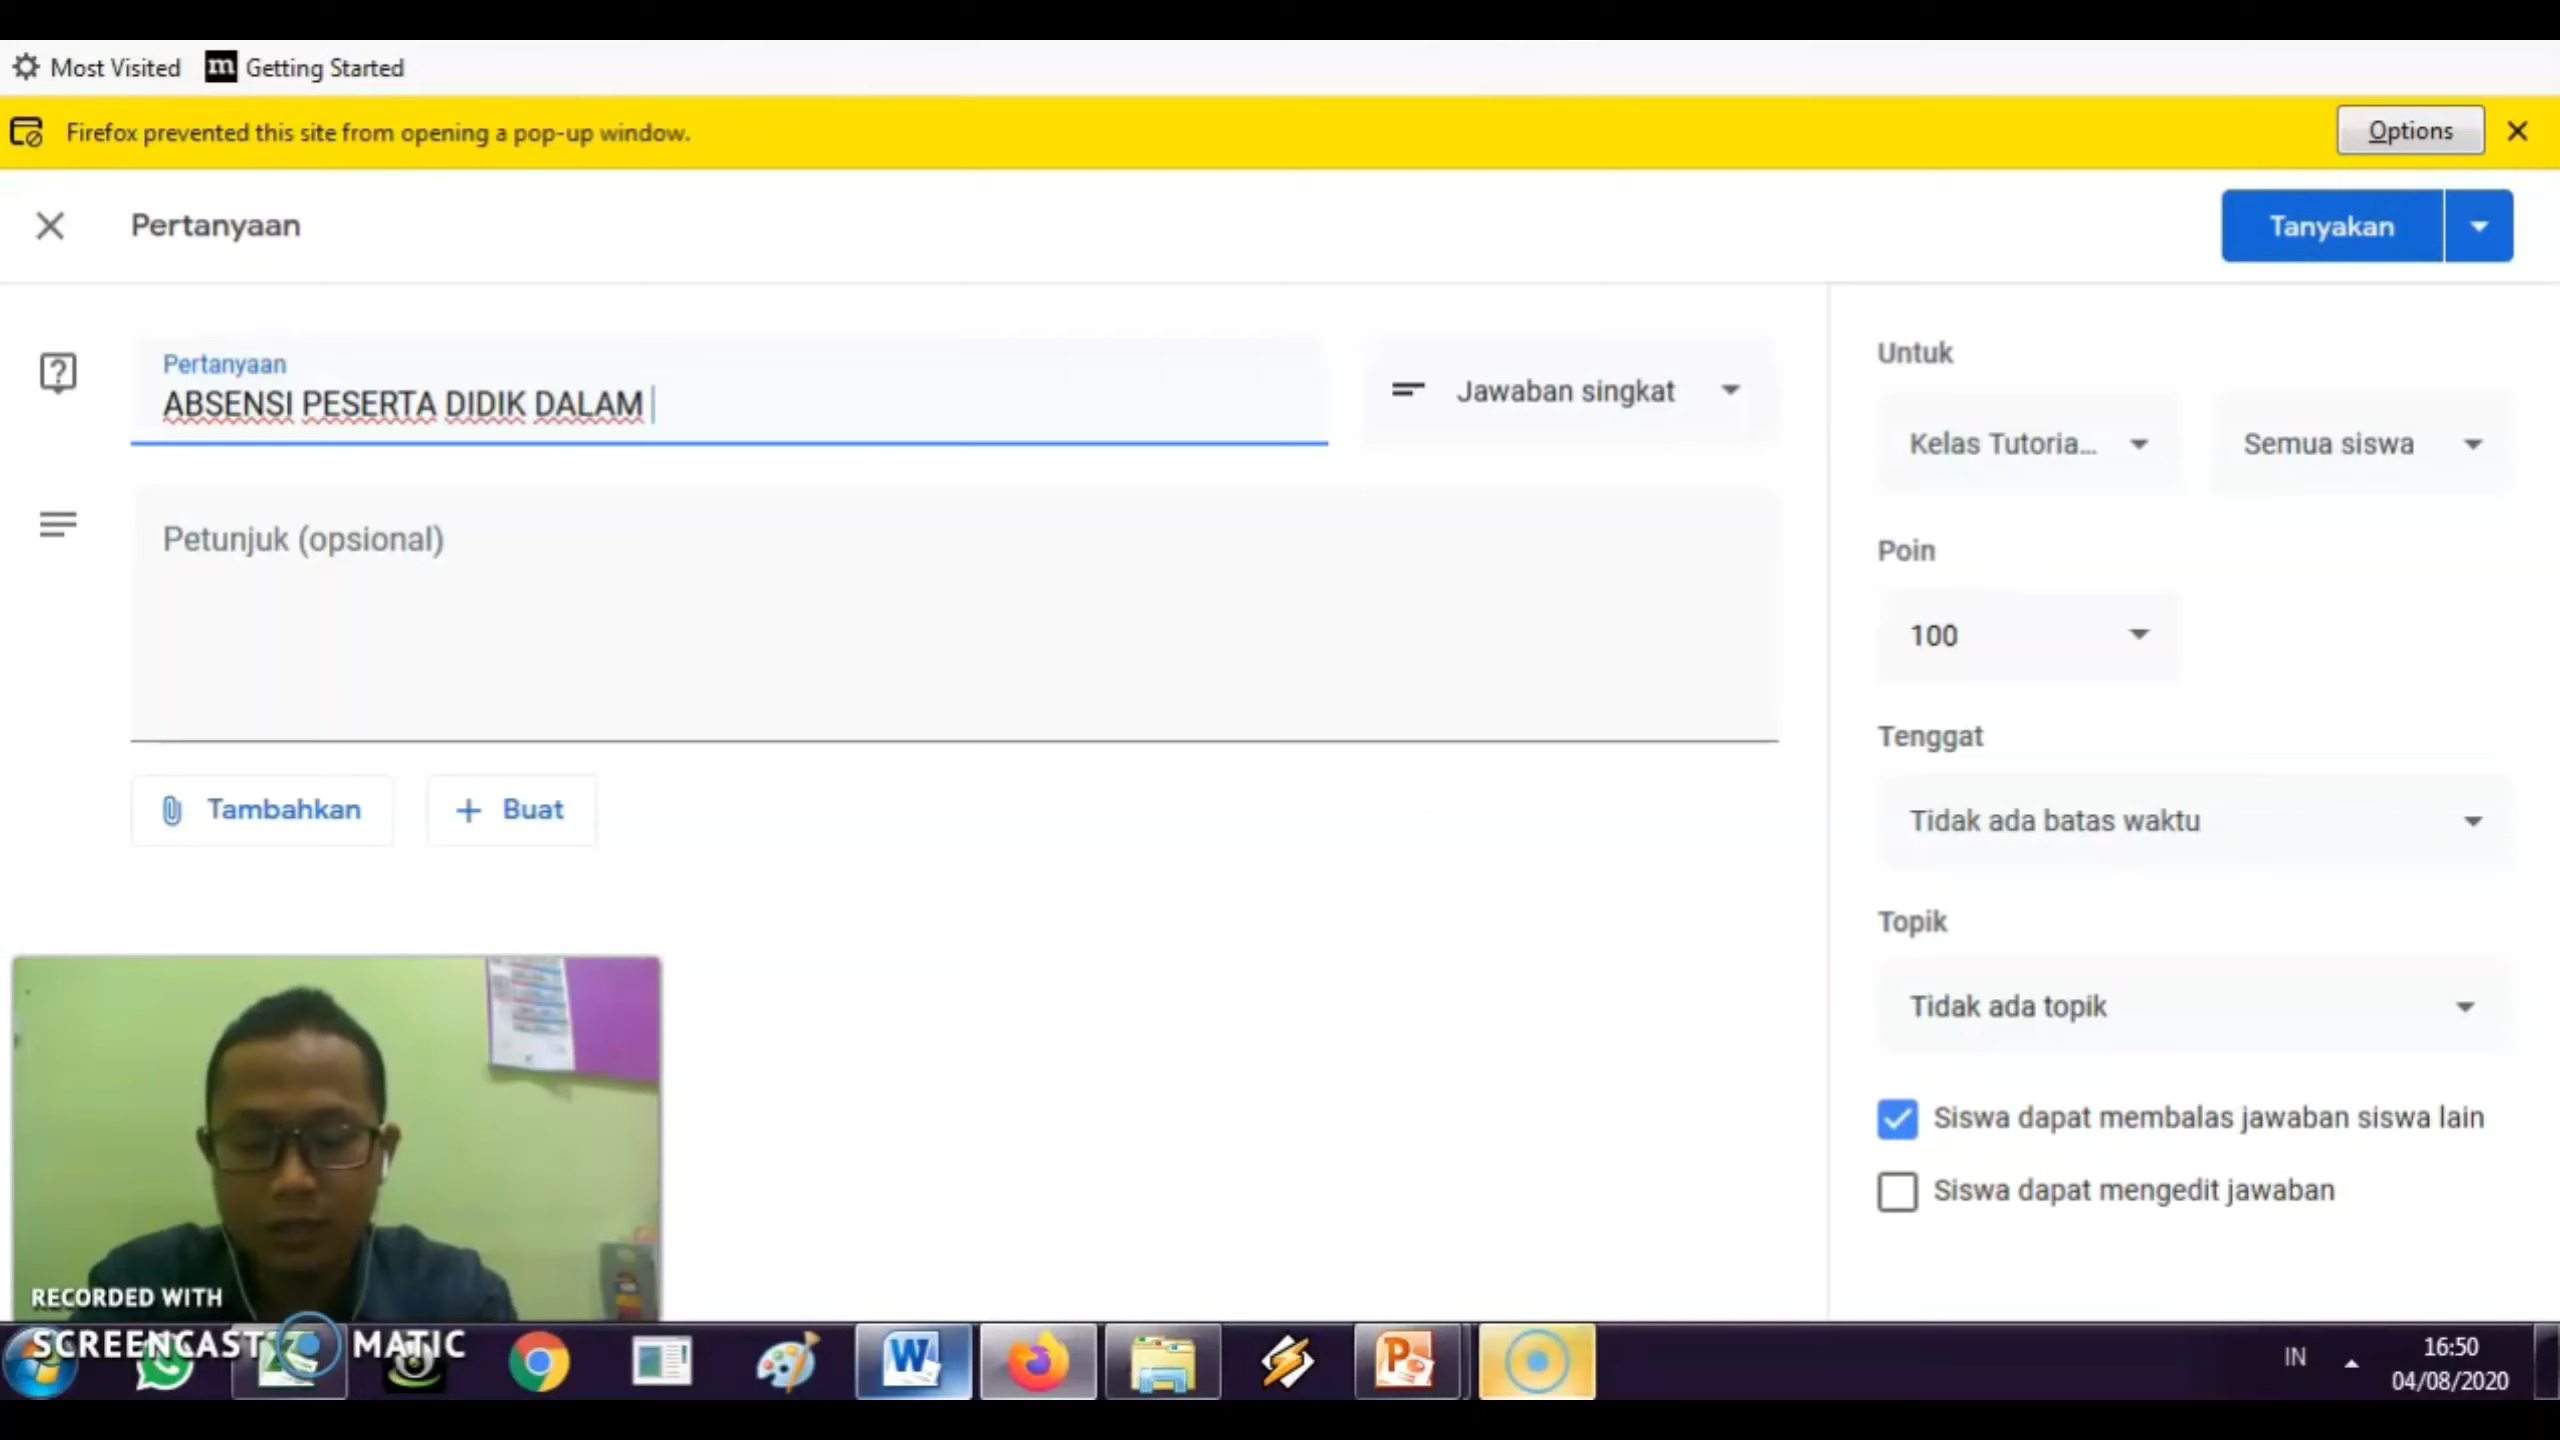 Most Visited
Getting Started
Firefox prevented this site from opening a pop-up window.
Options
Pertanyaan
Tanyakan
Pertanyaan
ABSENSI PESERTA DIDIK DALAM
Jawaban singkat
Petunjuk (opsional)
Tambahkan
Buat
Untuk
Kelas Tutoria...
Semua siswa
Poin
100
Tenggat
Tidak ada batas waktu
Topik
Tidak ada topik
Siswa dapat membalas jawaban siswa lain
Siswa dapat mengedit jawaban
RECORDED WITH
SCREENCAST MATIC
IN
16:50
04/08/2020